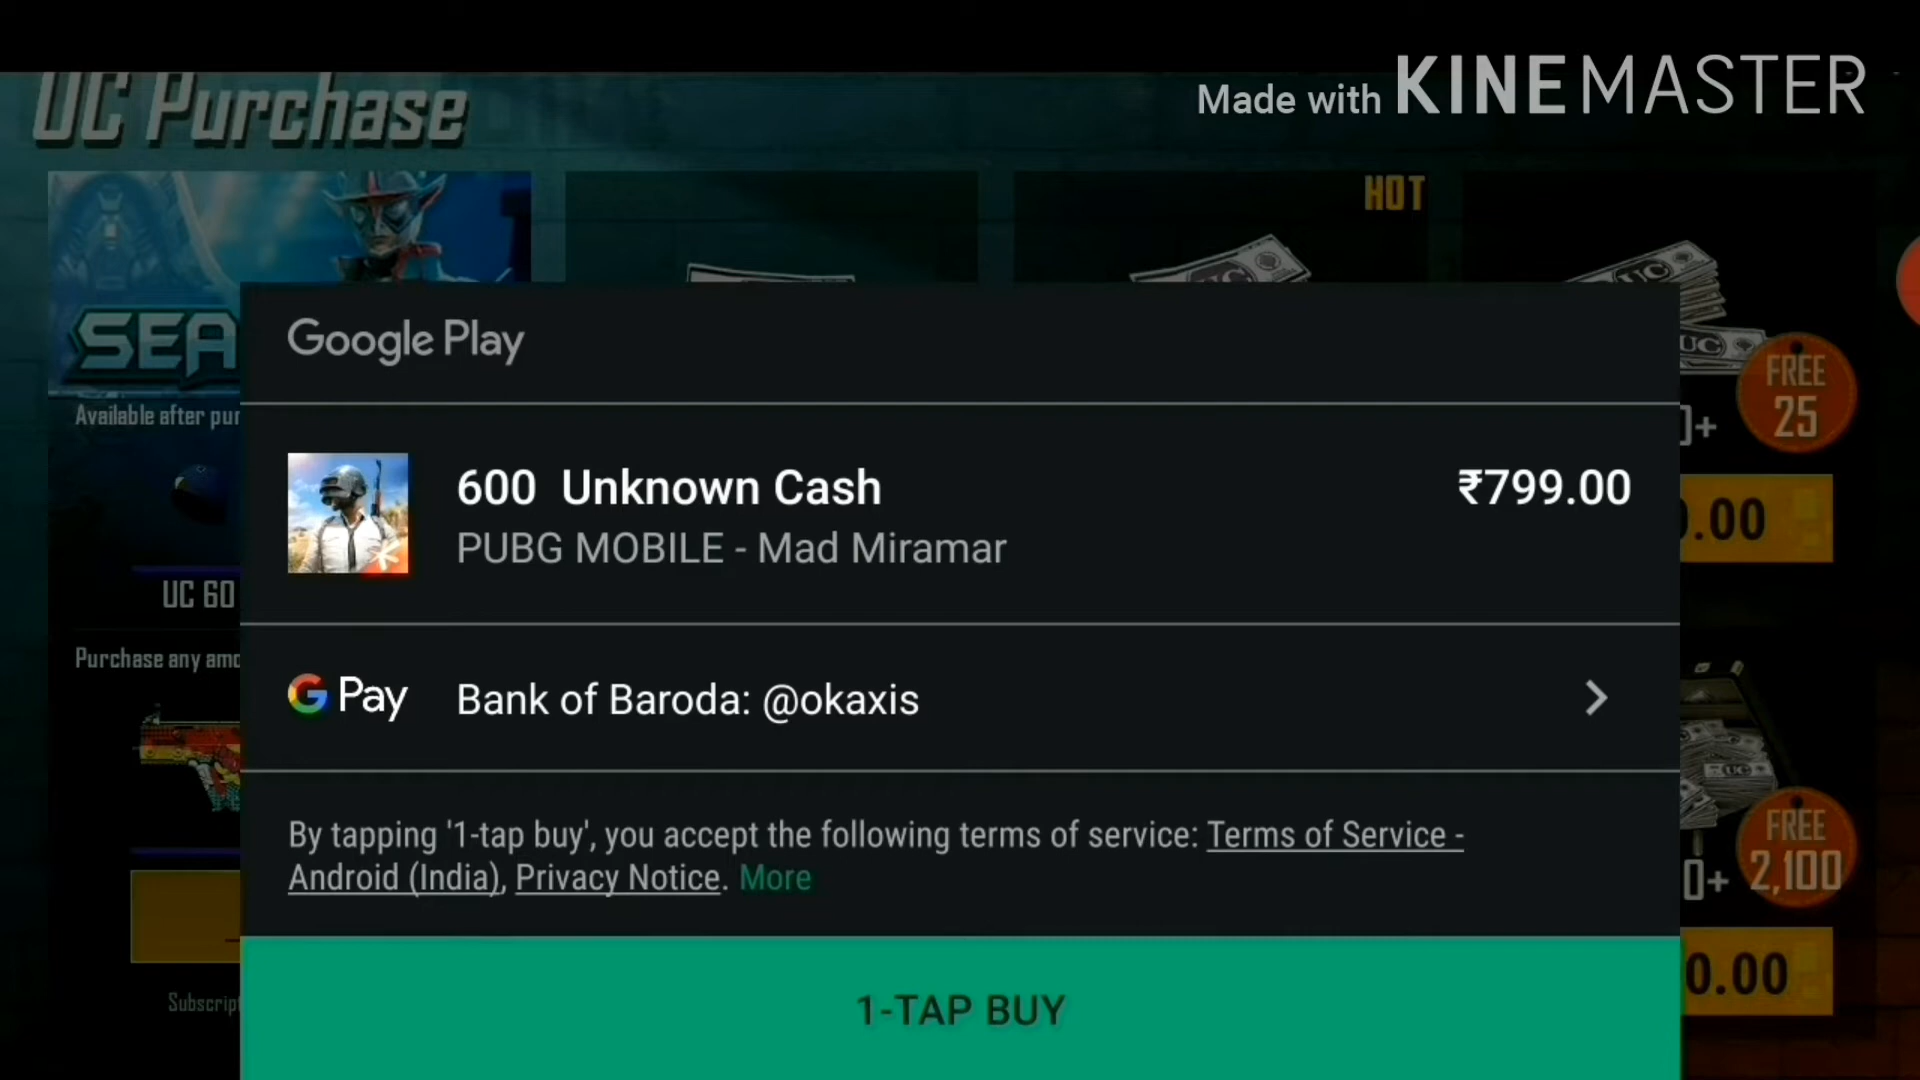 UC Purchase
Made with KINEMASTER
HOT
SEA
Google Play
FREE
25
Available after pur
]+
600 Unknown Cash
₹799.00
PUBG MOBILE - Mad Miramar
.00
UC 60
Purchase any amo
G Pay
Bank of Baroda: @okaxis
UC
By tapping '1-tap buy', you accept the following terms of service: Terms of Service -
Android (India), Privacy Notice. More
FREE
2,100
0+
0.00
Subscript
1-TAP BUY